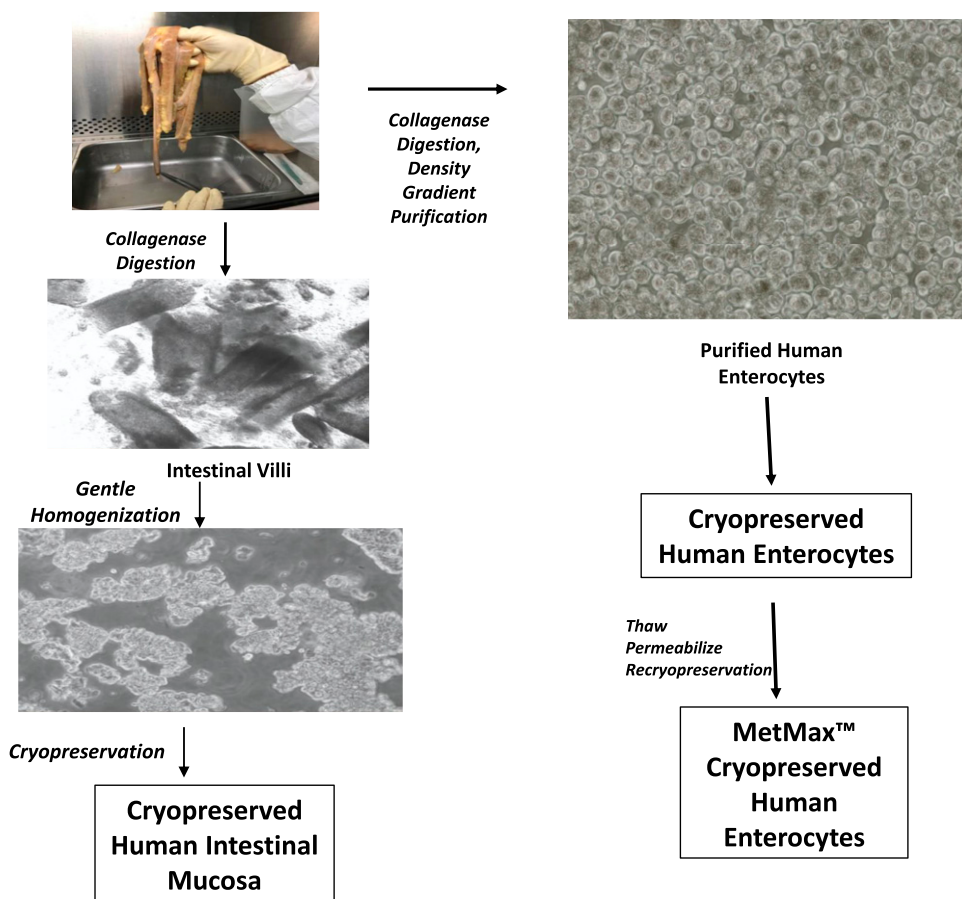 Collagenase
Digestion,
Density
Gradient
Purification
Collagenase
Digestion
Purified Human
Enterocytes
Intestinal Villi
Gentle
Homogenization
Cryopreserved
Human Enterocytes
Thaw
Permeabilize
Recryopreservation
MetMax™
Cryopreserved
Human
Enterocytes
Cryopreservation
Cryopreserved
Human Intestinal
Mucosa